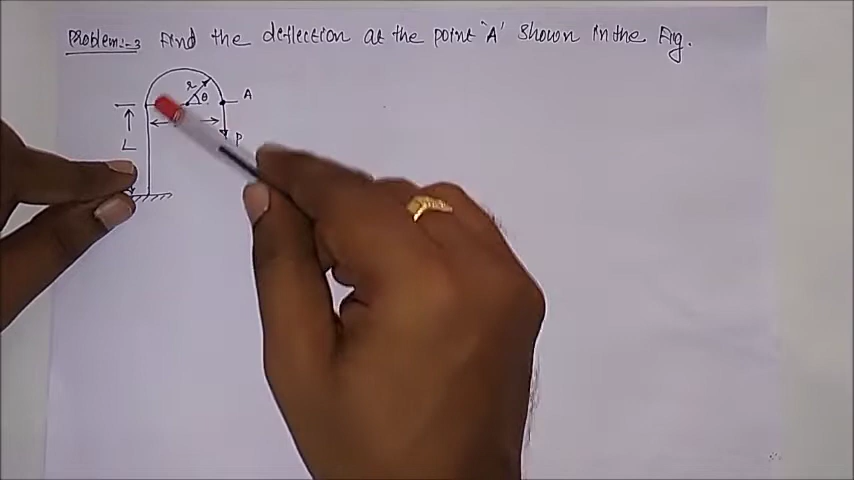 Problem:-3 Find the deflection at the point 'A' shown in the Fig.
r
θ
A
L
P